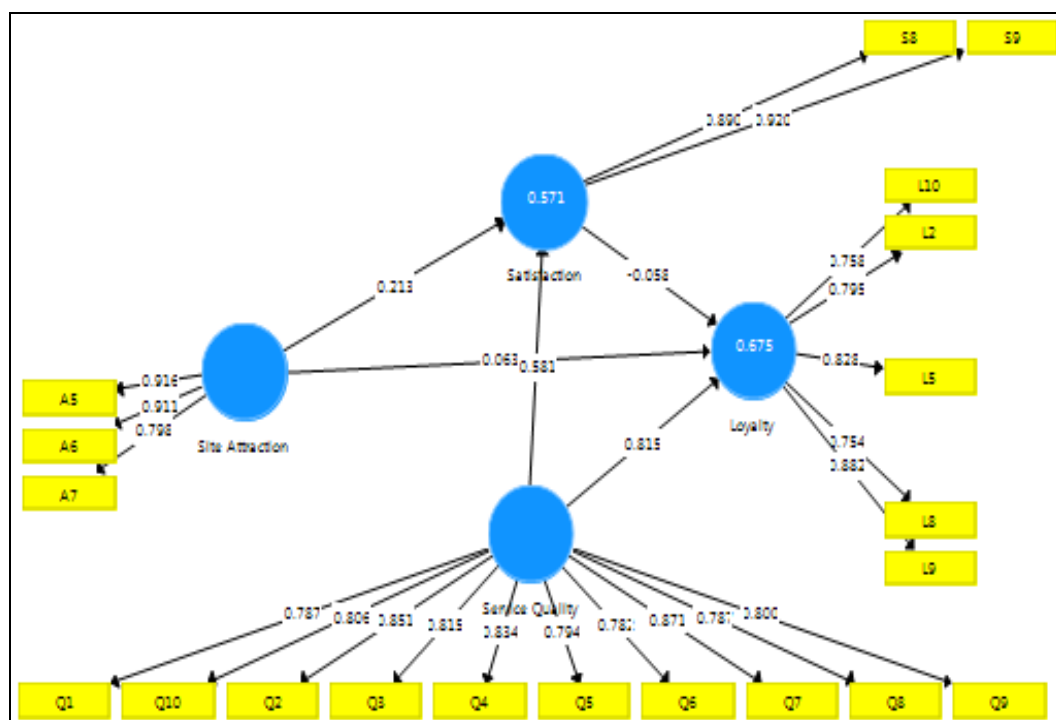 S8 S9
0.890 0.920
L10
0.571
L2
0.758
Satisfaction -0.058
0.213 0.795
0.675
0.063 0.581 0.828
L5
0.916
A5
0.911
0.798 Loyalty
A6 Site Attraction 0.815 0.754
0.882
A7
L8
L9
Service Quality
0.787 0.806 0.851 0.815 0.834 0.794 0.782 0.871 0.800
Q1 Q10 Q2 Q3 Q4 Q5 Q6 Q7 Q8 Q9